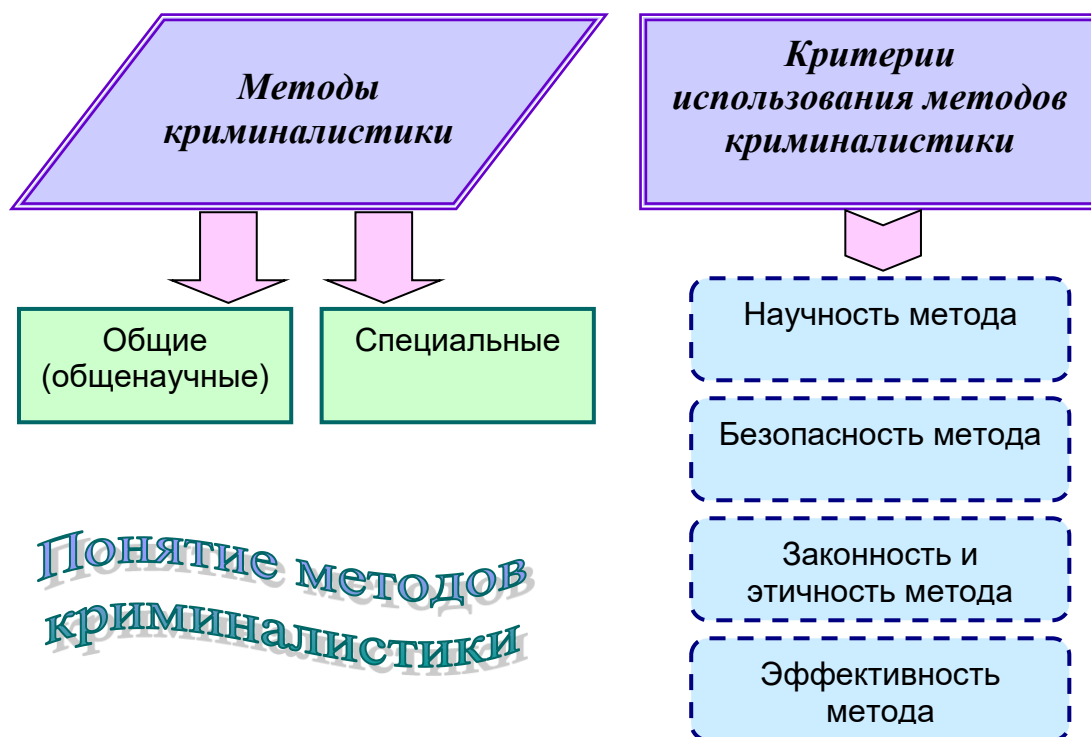 Методы
криминалистики
Критерии
использования методов
криминалистики
Общие
(общенаучные)
Специальные
Научность метода
Безопасность метода
Законность и
этичность метода
Эффективность
метода
Понятие методов
криминалистики